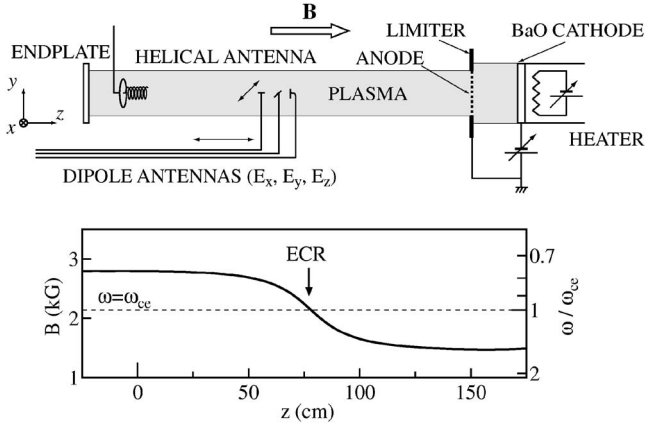 B
LIMITER
BaO CATHODE
ENDPLATE
HELICAL ANTENNA
ANODE
y
z
x
PLASMA
HEATER
DIPOLE ANTENNAS (Ex, Ey, Ez)
ECR
3
2
1
B (kG)
ω=ωce
0.7
1
2
ω / ωce
0 50 100 150
z (cm)